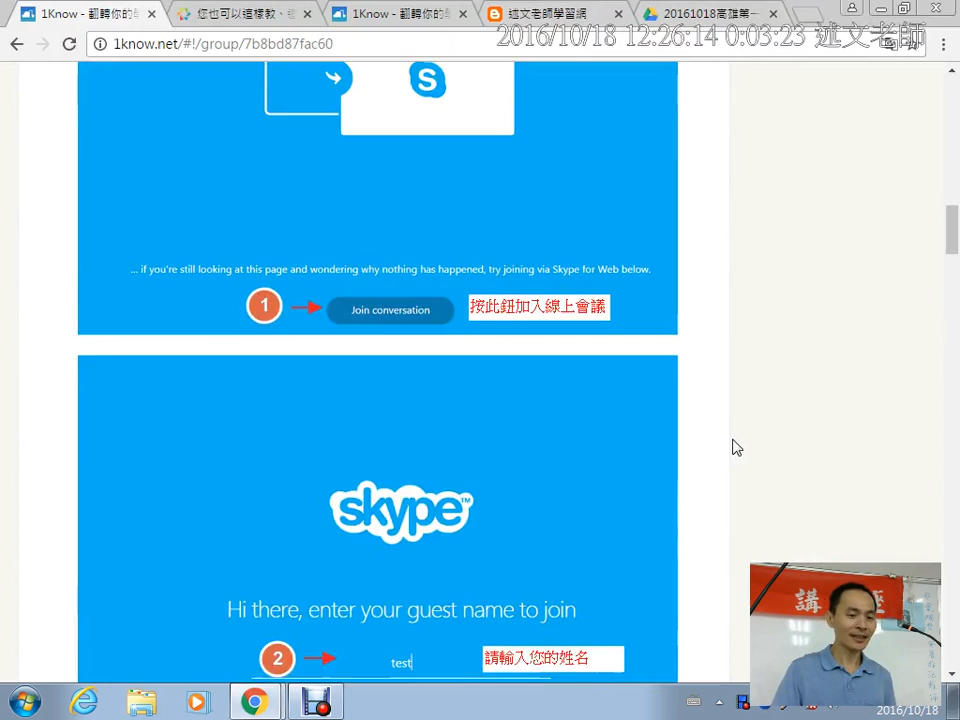 1Know - 翻轉你的
您也可以這樣教、
1Know - 翻轉你的
述文老師學習網
20161018高雄第一
1know.net/#!/group/7b8bd87fac60
2016/10/18 12:26:14 0:03:23 述文老師
S
... if you're still looking at this page and wondering why nothing has happened, try joining via Skype for Web below.
1
Join conversation
按此鈕加入線上會議
skype™
Hi there, enter your guest name to join
2
test
請輸入您的姓名
講
座
2016/10/18